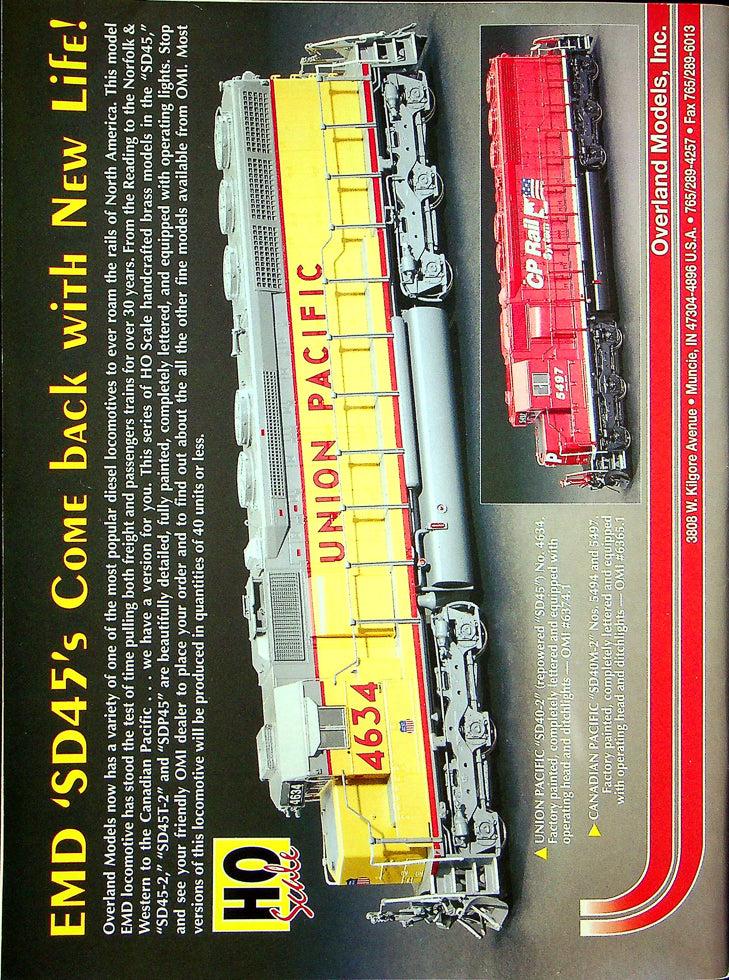 EMD 'SD45's COME bACK wITH NEW LiFE!
Overland Models now has a variety of one of the most popular diesel locomotives to ever roam the rails of North America. This model
EMD locomotive has stood the test of time pulling both freight and passengers trains for over 30 years. From the Reading to the Norfolk &
Western to the Canadian Pacific . . . we have a version for you. This series of HO Scale handcrafted brass models in the "SD45,"
"SD45-2," "SD45T-2" and "SDP45" are beautifully detailed, fully painted, completely lettered, and equipped with operating lights. Stop
and see your friendly OMI dealer to place your order and to find out about the all the other fine models available from OMI. Most
versions of this locomotive will be produced in quantities of 40 units or less.
HO
Scale
4634
4634
UNION PACIFIC
P
5497
CP Rail
System
▲ UNION PACIFIC "SD40-2" (repowered "SD45") No. 4634,
Factory painted, completely lettered and equipped with
operating head and ditchlights — OMI #6374.1
▶ CANADIAN PACIFIC "SD40M-2" Nos. 5494 and 5497,
Factory painted, completely lettered and equipped
with operating head and ditchlights — OMI #6365.1
Overland Models, Inc.
3808 W. Kilgore Avenue • Muncie, IN 47304-4896 U.S.A. • 765/289-4257 • Fax 765/289-6013